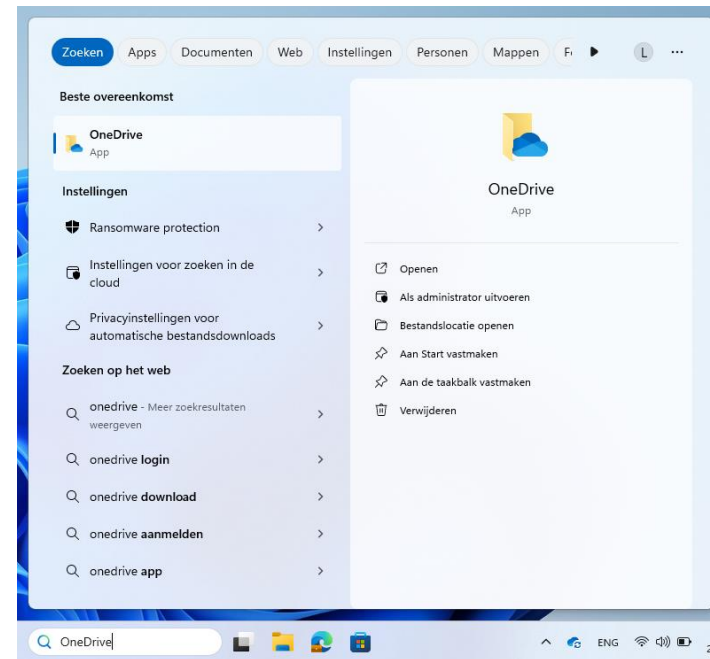 Zoeken Apps Documenten Web Instellingen Personen Mappen L ...
Beste overeenkomst
OneDrive
App
Instellingen
Ransomware protection
Instellingen voor zoeken in de
cloud
Privacyinstellingen voor
automatische bestandsdownloads
Zoeken op het web
onedrive - Meer zoekresultaten
weergeven
onedrive login
onedrive download
onedrive aanmelden
onedrive app
OneDrive
App
Openen
Als administrator uitvoeren
Bestandslocatie openen
Aan Start vastmaken
Aan de taakbalk vastmaken
Verwijderen
OneDrive
ENG